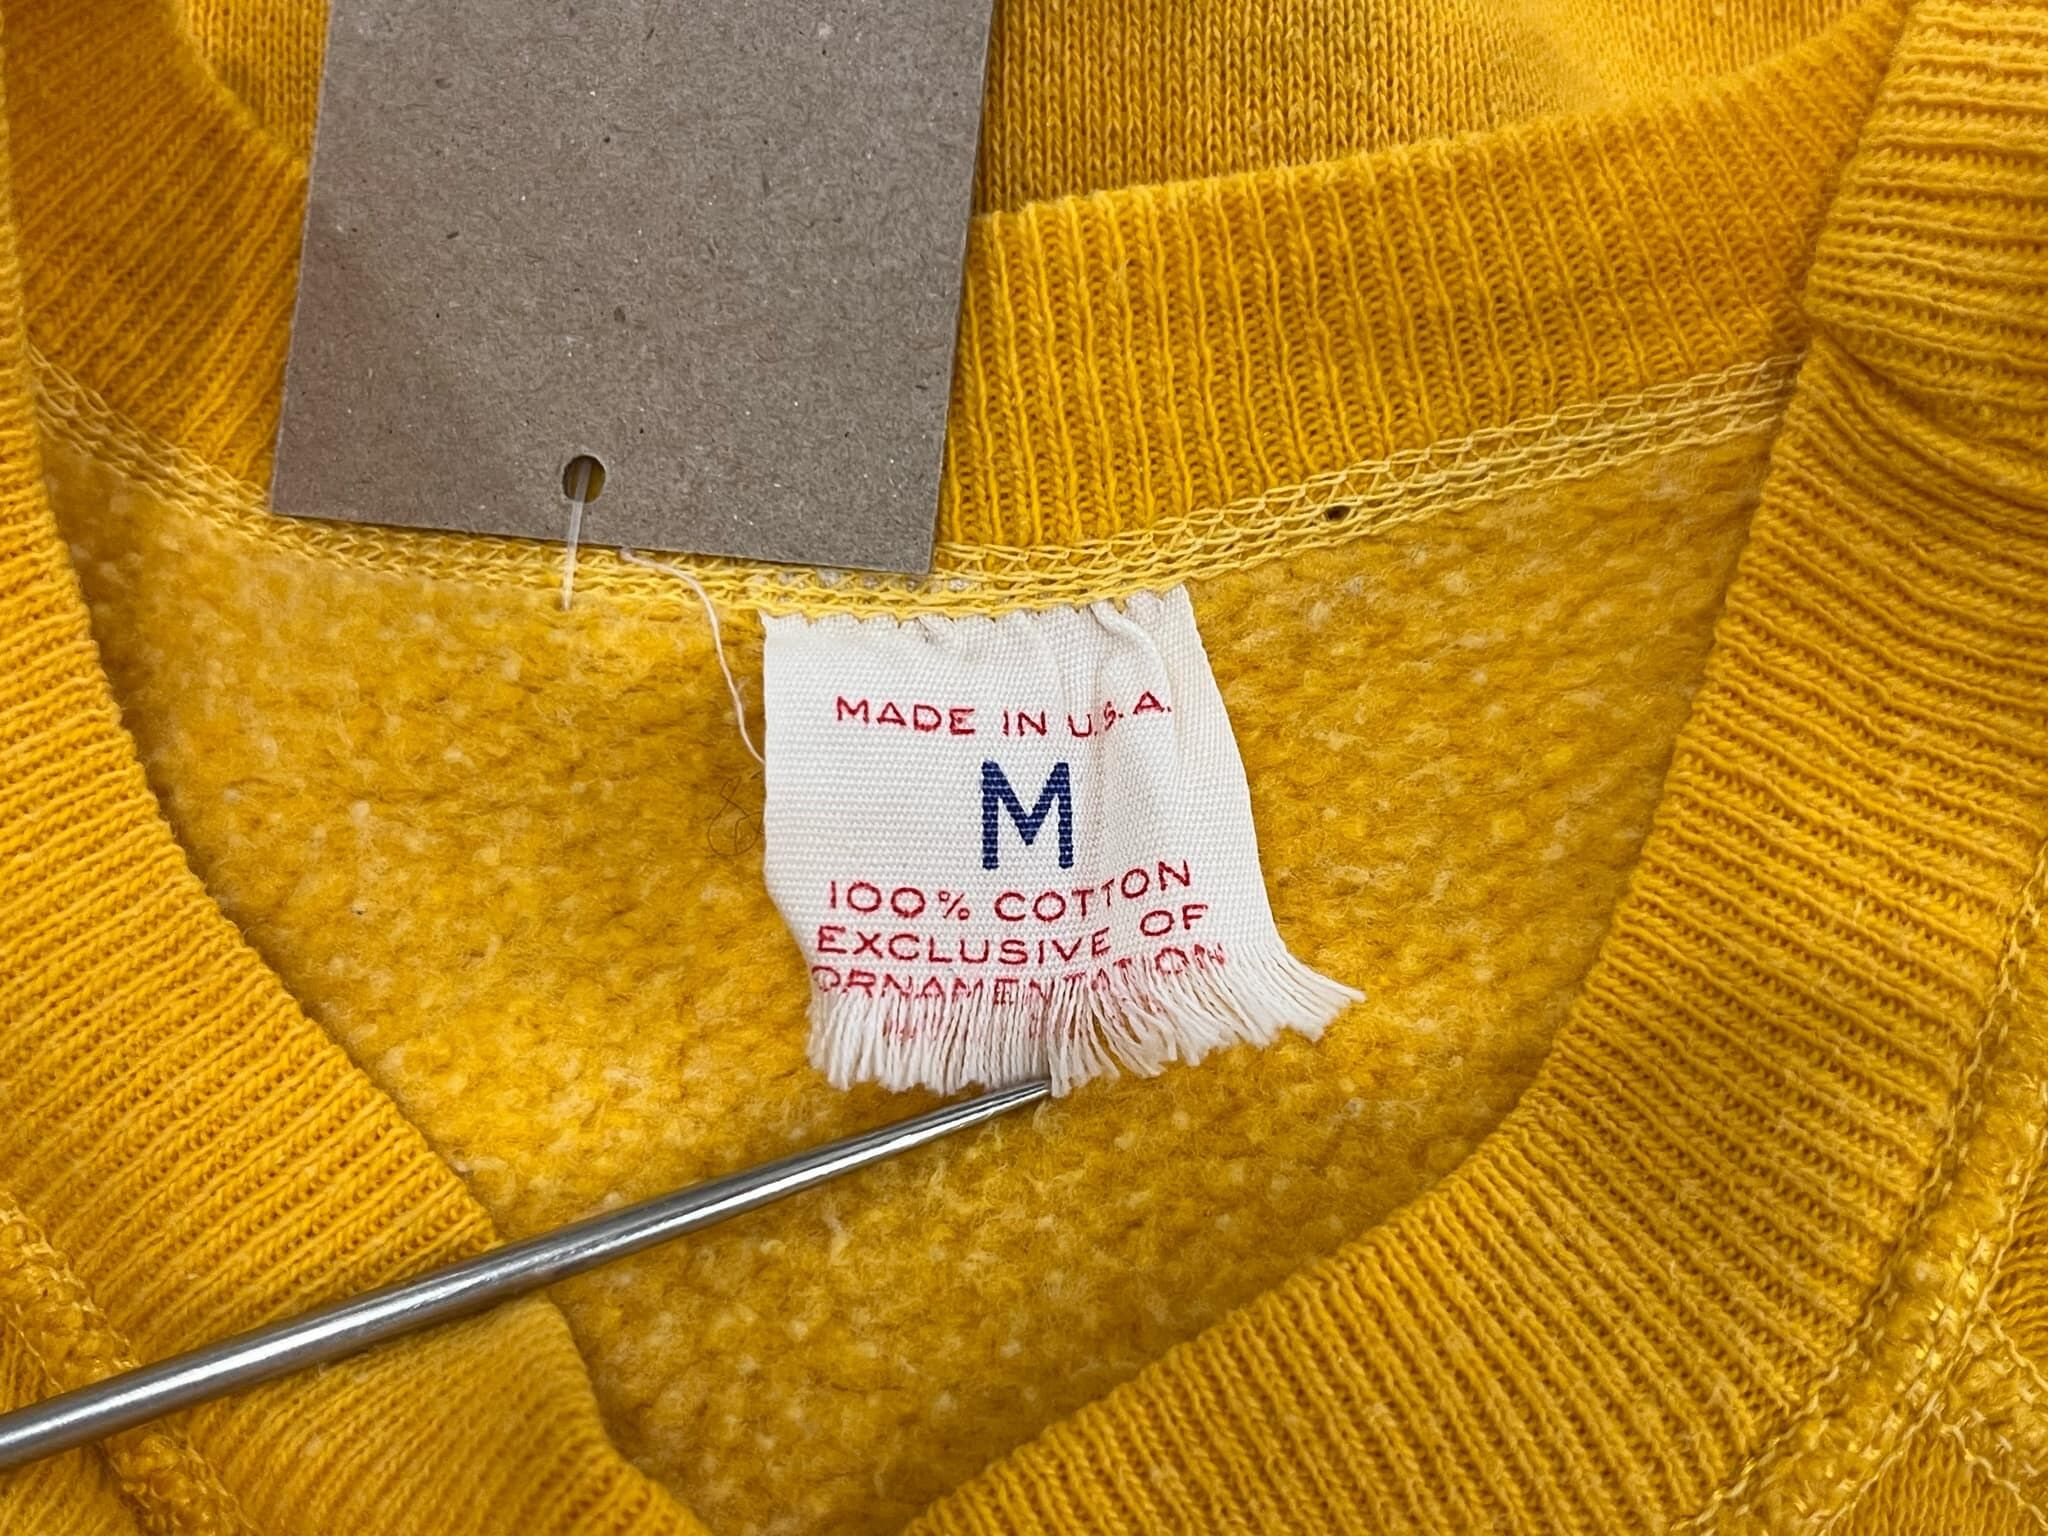 MADE IN U.S.A.
M
100% COTTON
EXCLUSIVE OF
ORNAMENTATION